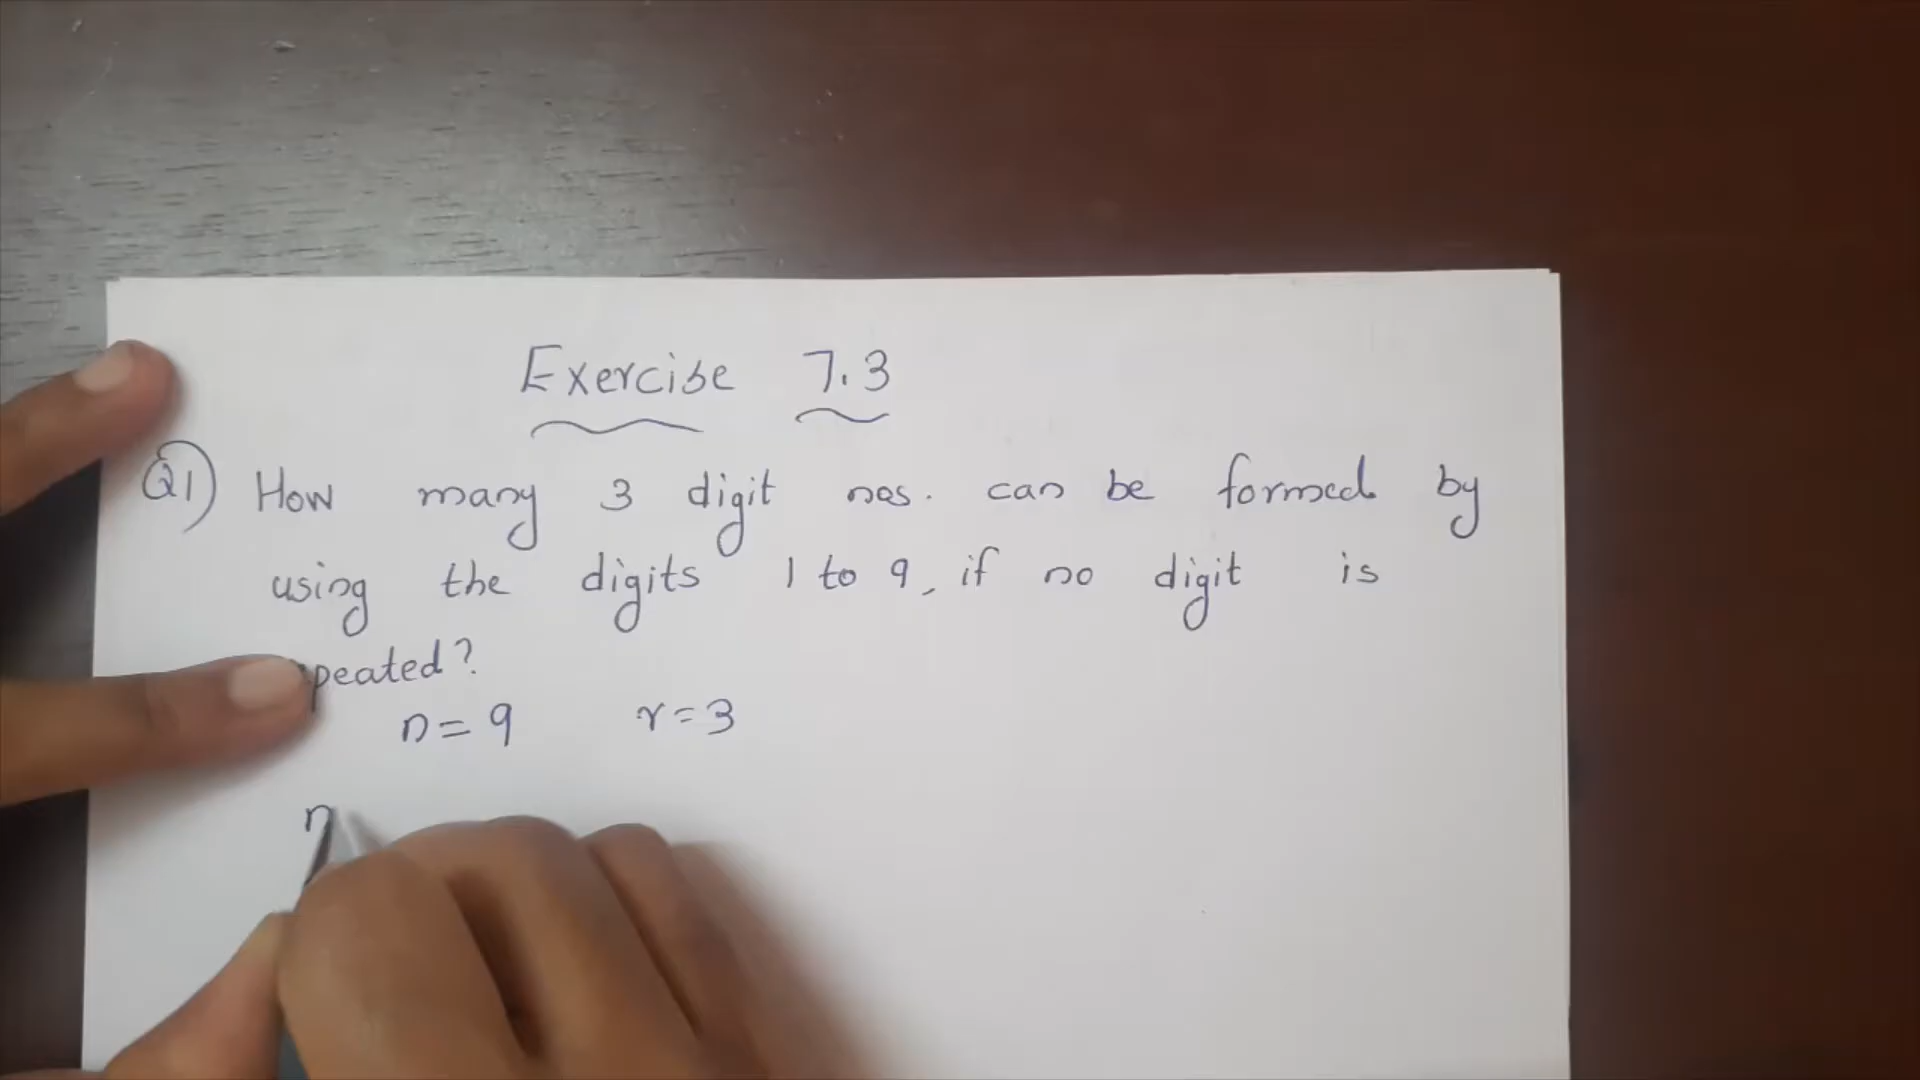 Exercise 7.3
Q1) How many 3 digit nos. can be formed by
using the digits 1 to 9, if no digit is
peated?
n = 9 r = 3
n